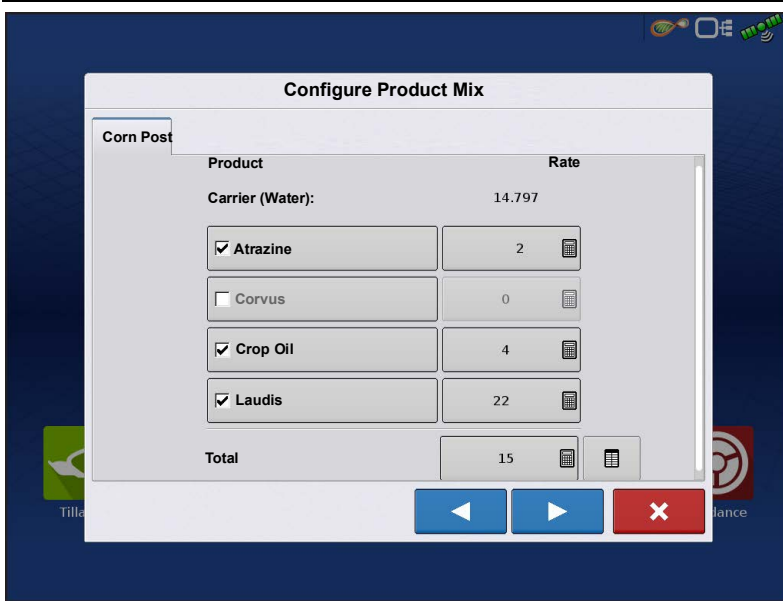 Configure Product Mix
Corn Post
Product Rate
Carrier (Water): 14.797
Atrazine 2
Corvus 0
Crop Oil 4
Laudis 22
Total 15
Tilla lance